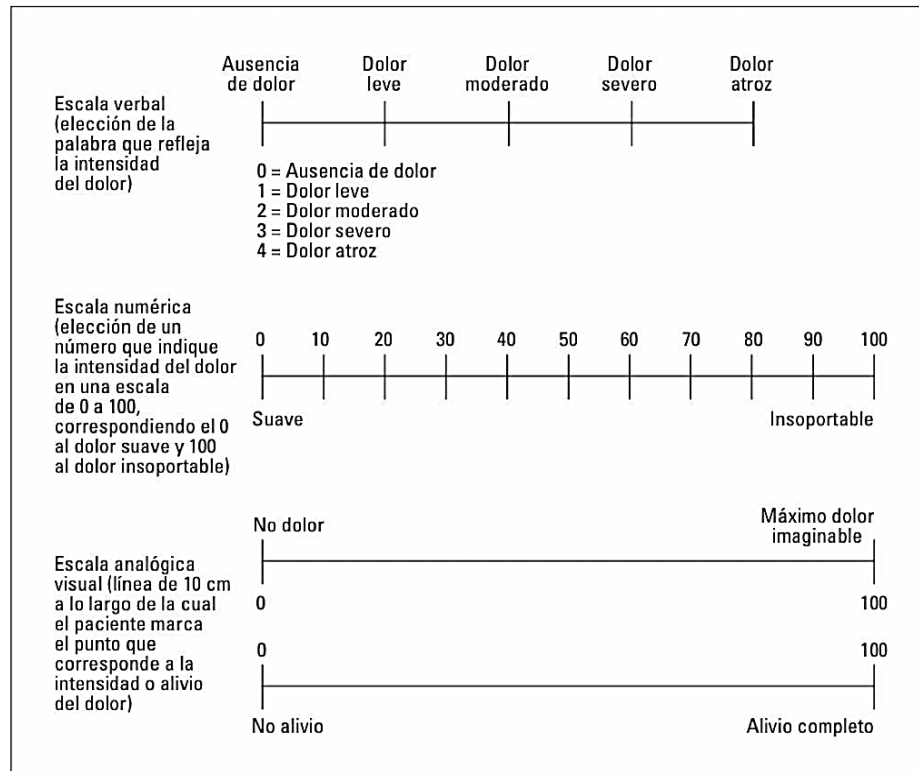 Escala verbal
(elección de la
palabra que refleja
la intensidad
del dolor)
Ausencia
de dolor
Dolor
leve
Dolor
moderado
Dolor
severo
Dolor
atroz
0 = Ausencia de dolor
1 = Dolor leve
2 = Dolor moderado
3 = Dolor severo
4 = Dolor atroz
Escala numérica
(elección de un
número que indique
la intensidad del dolor
en una escala
de 0 a 100,
correspondiendo el 0
al dolor suave y 100
al dolor insoportable)
0 10 20 30 40 50 60 70 80 90 100
Suave Insoportable
Escala analógica
visual (línea de 10 cm
a lo largo de la cual
el paciente marca
el punto que
corresponde a la
intensidad o alivio
del dolor)
No dolor
Máximo dolor
imaginable
0 100
0 100
No alivio Alivio completo